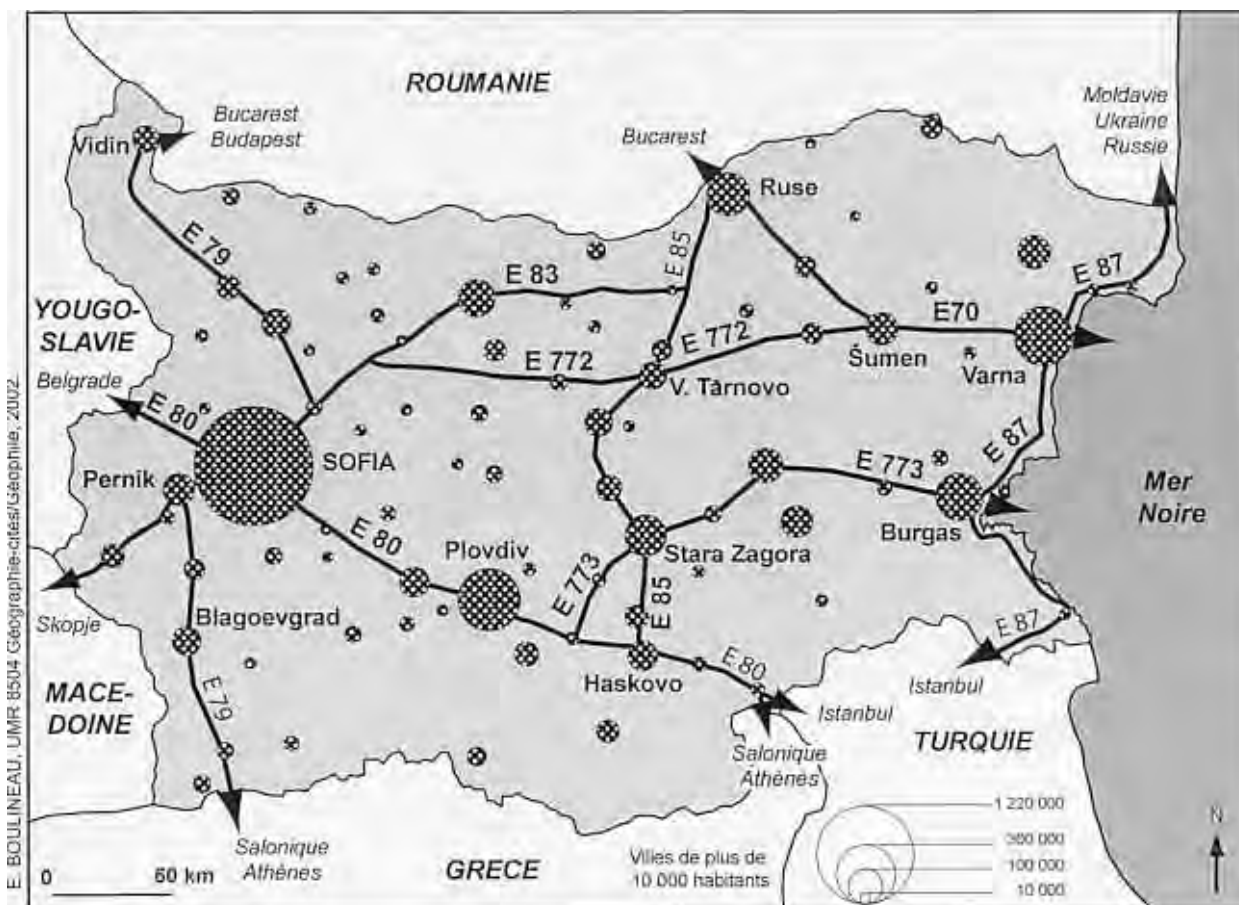 ROUMANIE
Moldavie
Ukraine
Russie
Bucarest
Budapest
Vidin
Bucarest
Ruse
E 79
E 85
E 83
E 87
YOUGO-
SLAVIE
E 772
E 772
E70
Šumen
Varna
V. Tărnovo
Belgrade
E 80
SOFIA
E 87
Pernik
E 773
Mer
Noire
E 80
Plovdiv
Stara Zagora
Burgas
E 773
E 85
Skopje
Blagoevgrad
E 87
Haskovo
E 80
Istanbul
E 79
MACE-
DOINE
Istanbul
TURQUIE
Salonique
Athènes
Salonique
Athènes
GRECE
0 60 km
Villes de plus de
10 000 habitants
1 220 000
300 000
100 000
10 000
N
E. BOULINEAU, UMR 8504 Géographie-cités/Géophile, 2002.